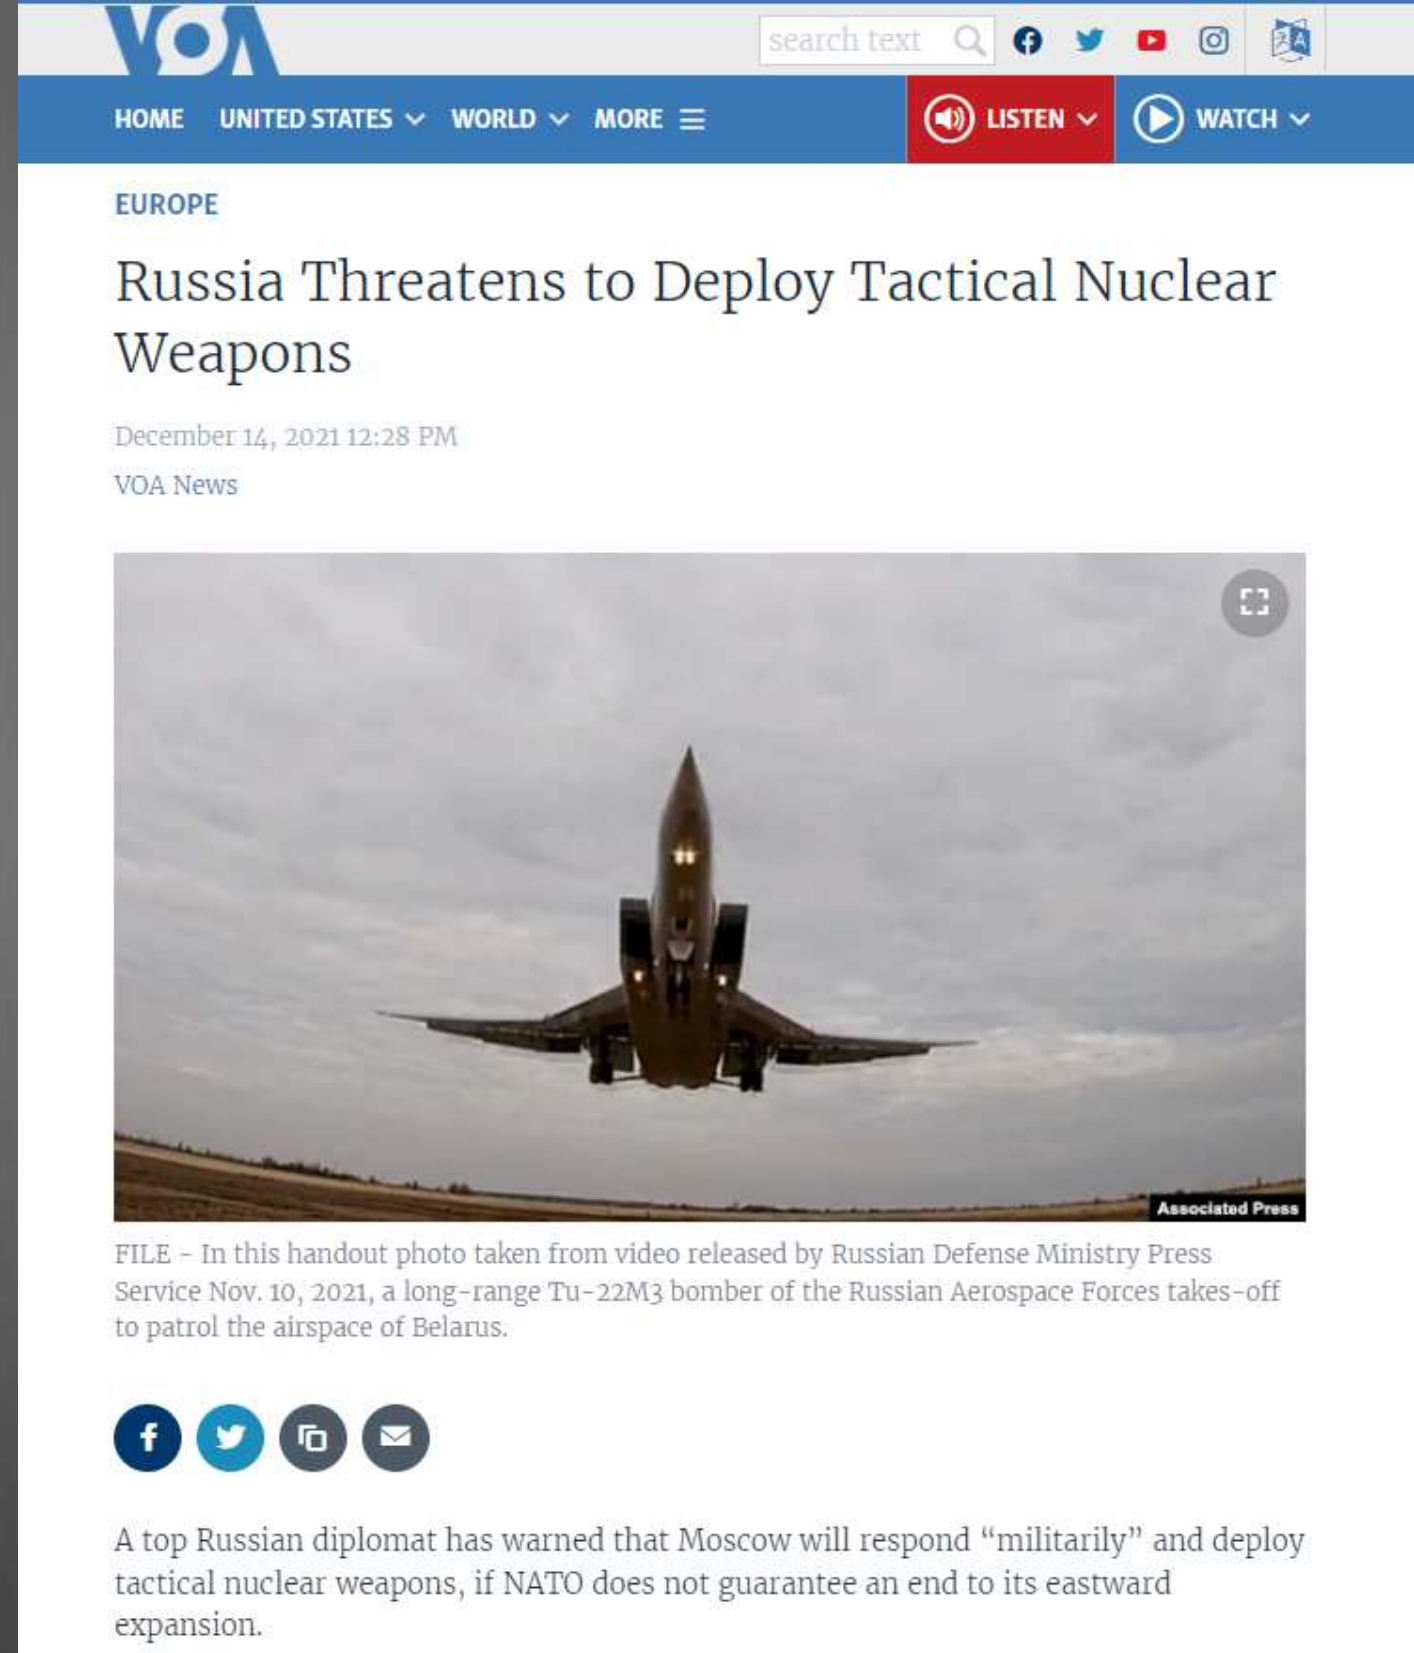 VOA
search text
HOME UNITED STATES WORLD MORE LISTEN WATCH
EUROPE
Russia Threatens to Deploy Tactical Nuclear
Weapons
December 14, 2021 12:28 PM
VOA News
Associated Press
FILE - In this handout photo taken from video released by Russian Defense Ministry Press
Service Nov. 10, 2021, a long-range Tu-22M3 bomber of the Russian Aerospace Forces takes-off
to patrol the airspace of Belarus.
A top Russian diplomat has warned that Moscow will respond “militarily” and deploy
tactical nuclear weapons, if NATO does not guarantee an end to its eastward
expansion.